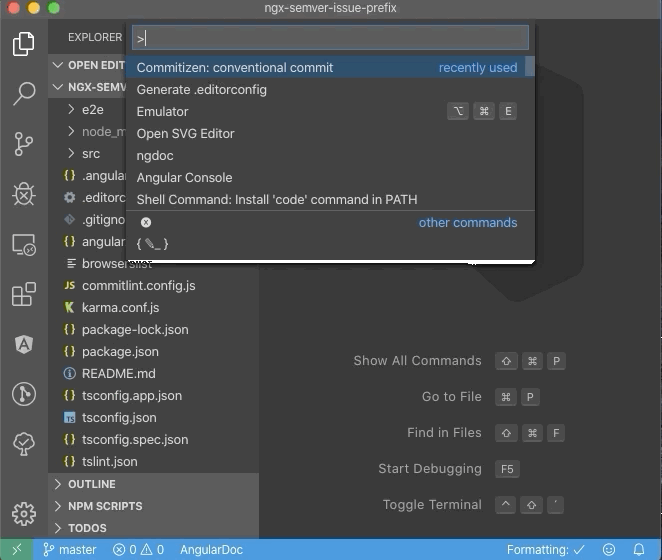 ngx-semver-issue-prefix
EXPLORER
>
OPEN EDIT
Commitizen: conventional commit recently used
Generate .editorconfig
Emulator ⌥ ⌘ E
Open SVG Editor
ngdoc
Angular Console
Shell Command: Install 'code' command in PATH
other commands
{ ✎_ }
NGX-SEMV
e2e
node_m
src
.angula
.editorc
.gitigno
angular
browserslist
commitlint.config.js
karma.conf.js
package-lock.json
package.json
README.md
tsconfig.app.json
tsconfig.json
tsconfig.spec.json
tslint.json
OUTLINE
NPM SCRIPTS
TODOS
Show All Commands ⇧ ⌘ P
Go to File ⌘ P
Find in Files ⇧ ⌘ F
Start Debugging F5
Toggle Terminal ^ ⇧ '
master 0 0 AngularDoc Formatting: ✓